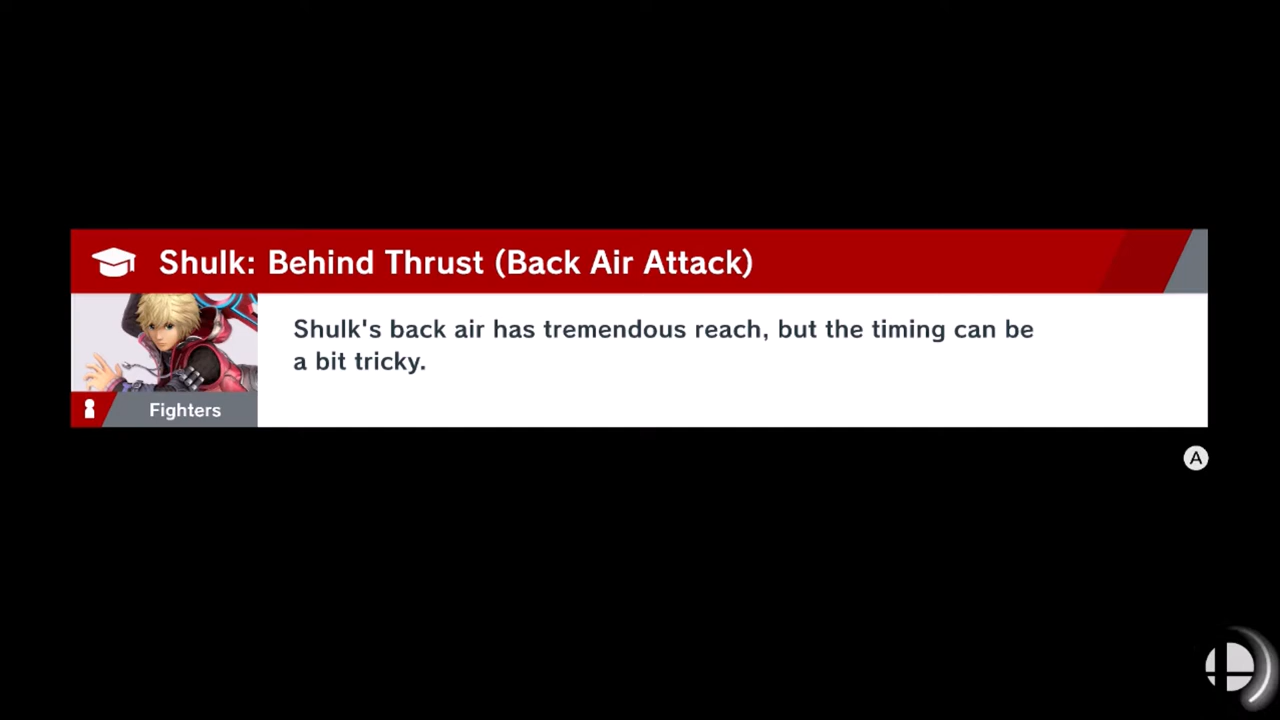 Shulk: Behind Thrust (Back Air Attack)
Shulk's back air has tremendous reach, but the timing can be
a bit tricky.
Fighters
A